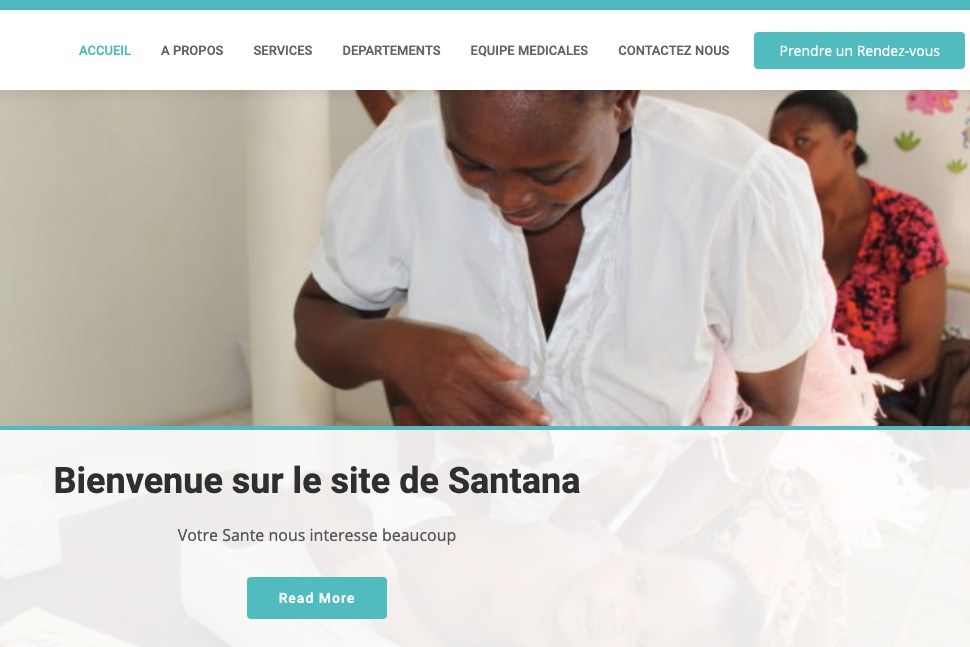 ACCUEIL A PROPOS SERVICES DEPARTEMENTS EQUIPE MEDICALES CONTACTEZ NOUS Prendre un Rendez-vous
Bienvenue sur le site de Santana
Votre Sante nous interesse beaucoup
Read More